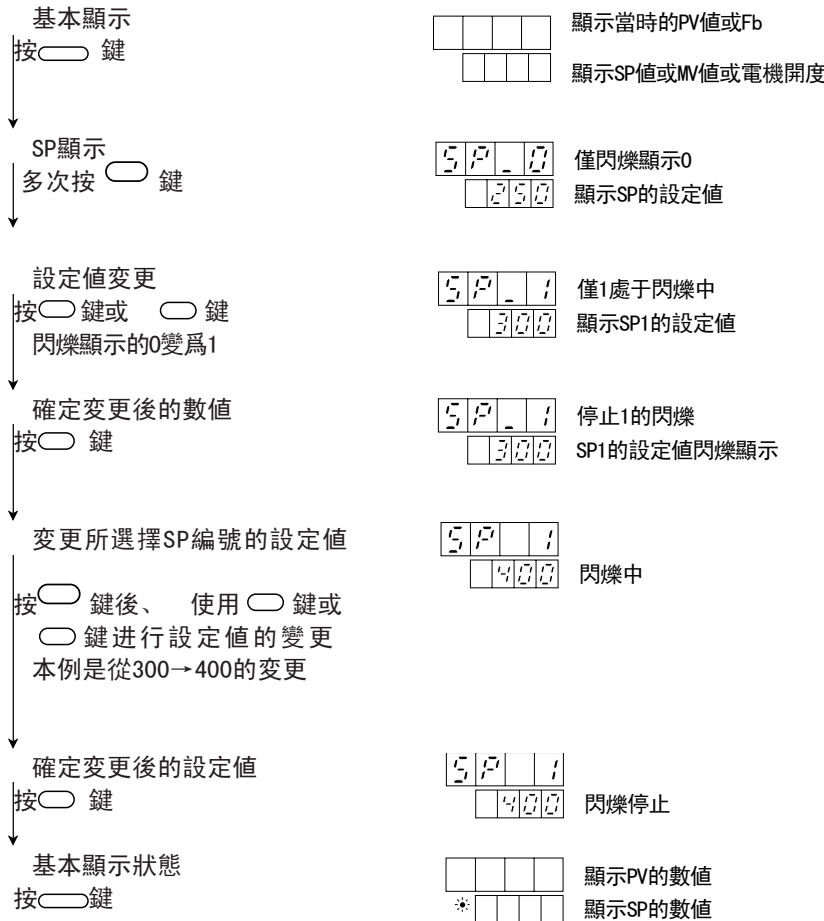 基本顯示
按 鍵
顯示當時的PV值或Fb
顯示SP值或MV值或電機開度
SP顯示
多次按 鍵
SP_0
僅閃爍顯示0
250
顯示SP的設定值
設定值変更
按 鍵或 鍵
閃爍顯示的0變爲1
SP_1
僅1處于閃爍中
300
顯示SP1的設定值
確定変更後的數值
按 鍵
SP_1
停止1的閃爍
300
SP1的設定值閃爍顯示
変更所選擇SP編號的設定值
按 鍵後、 使用 鍵或
鍵进行設定值的變更
本例是從300→400的変更
SP 1
400
閃爍中
確定変更後的設定值
按 鍵
SP 1
400
閃爍停止
基本顯示狀態
按 鍵
顯示PV的數值
顯示SP的數值